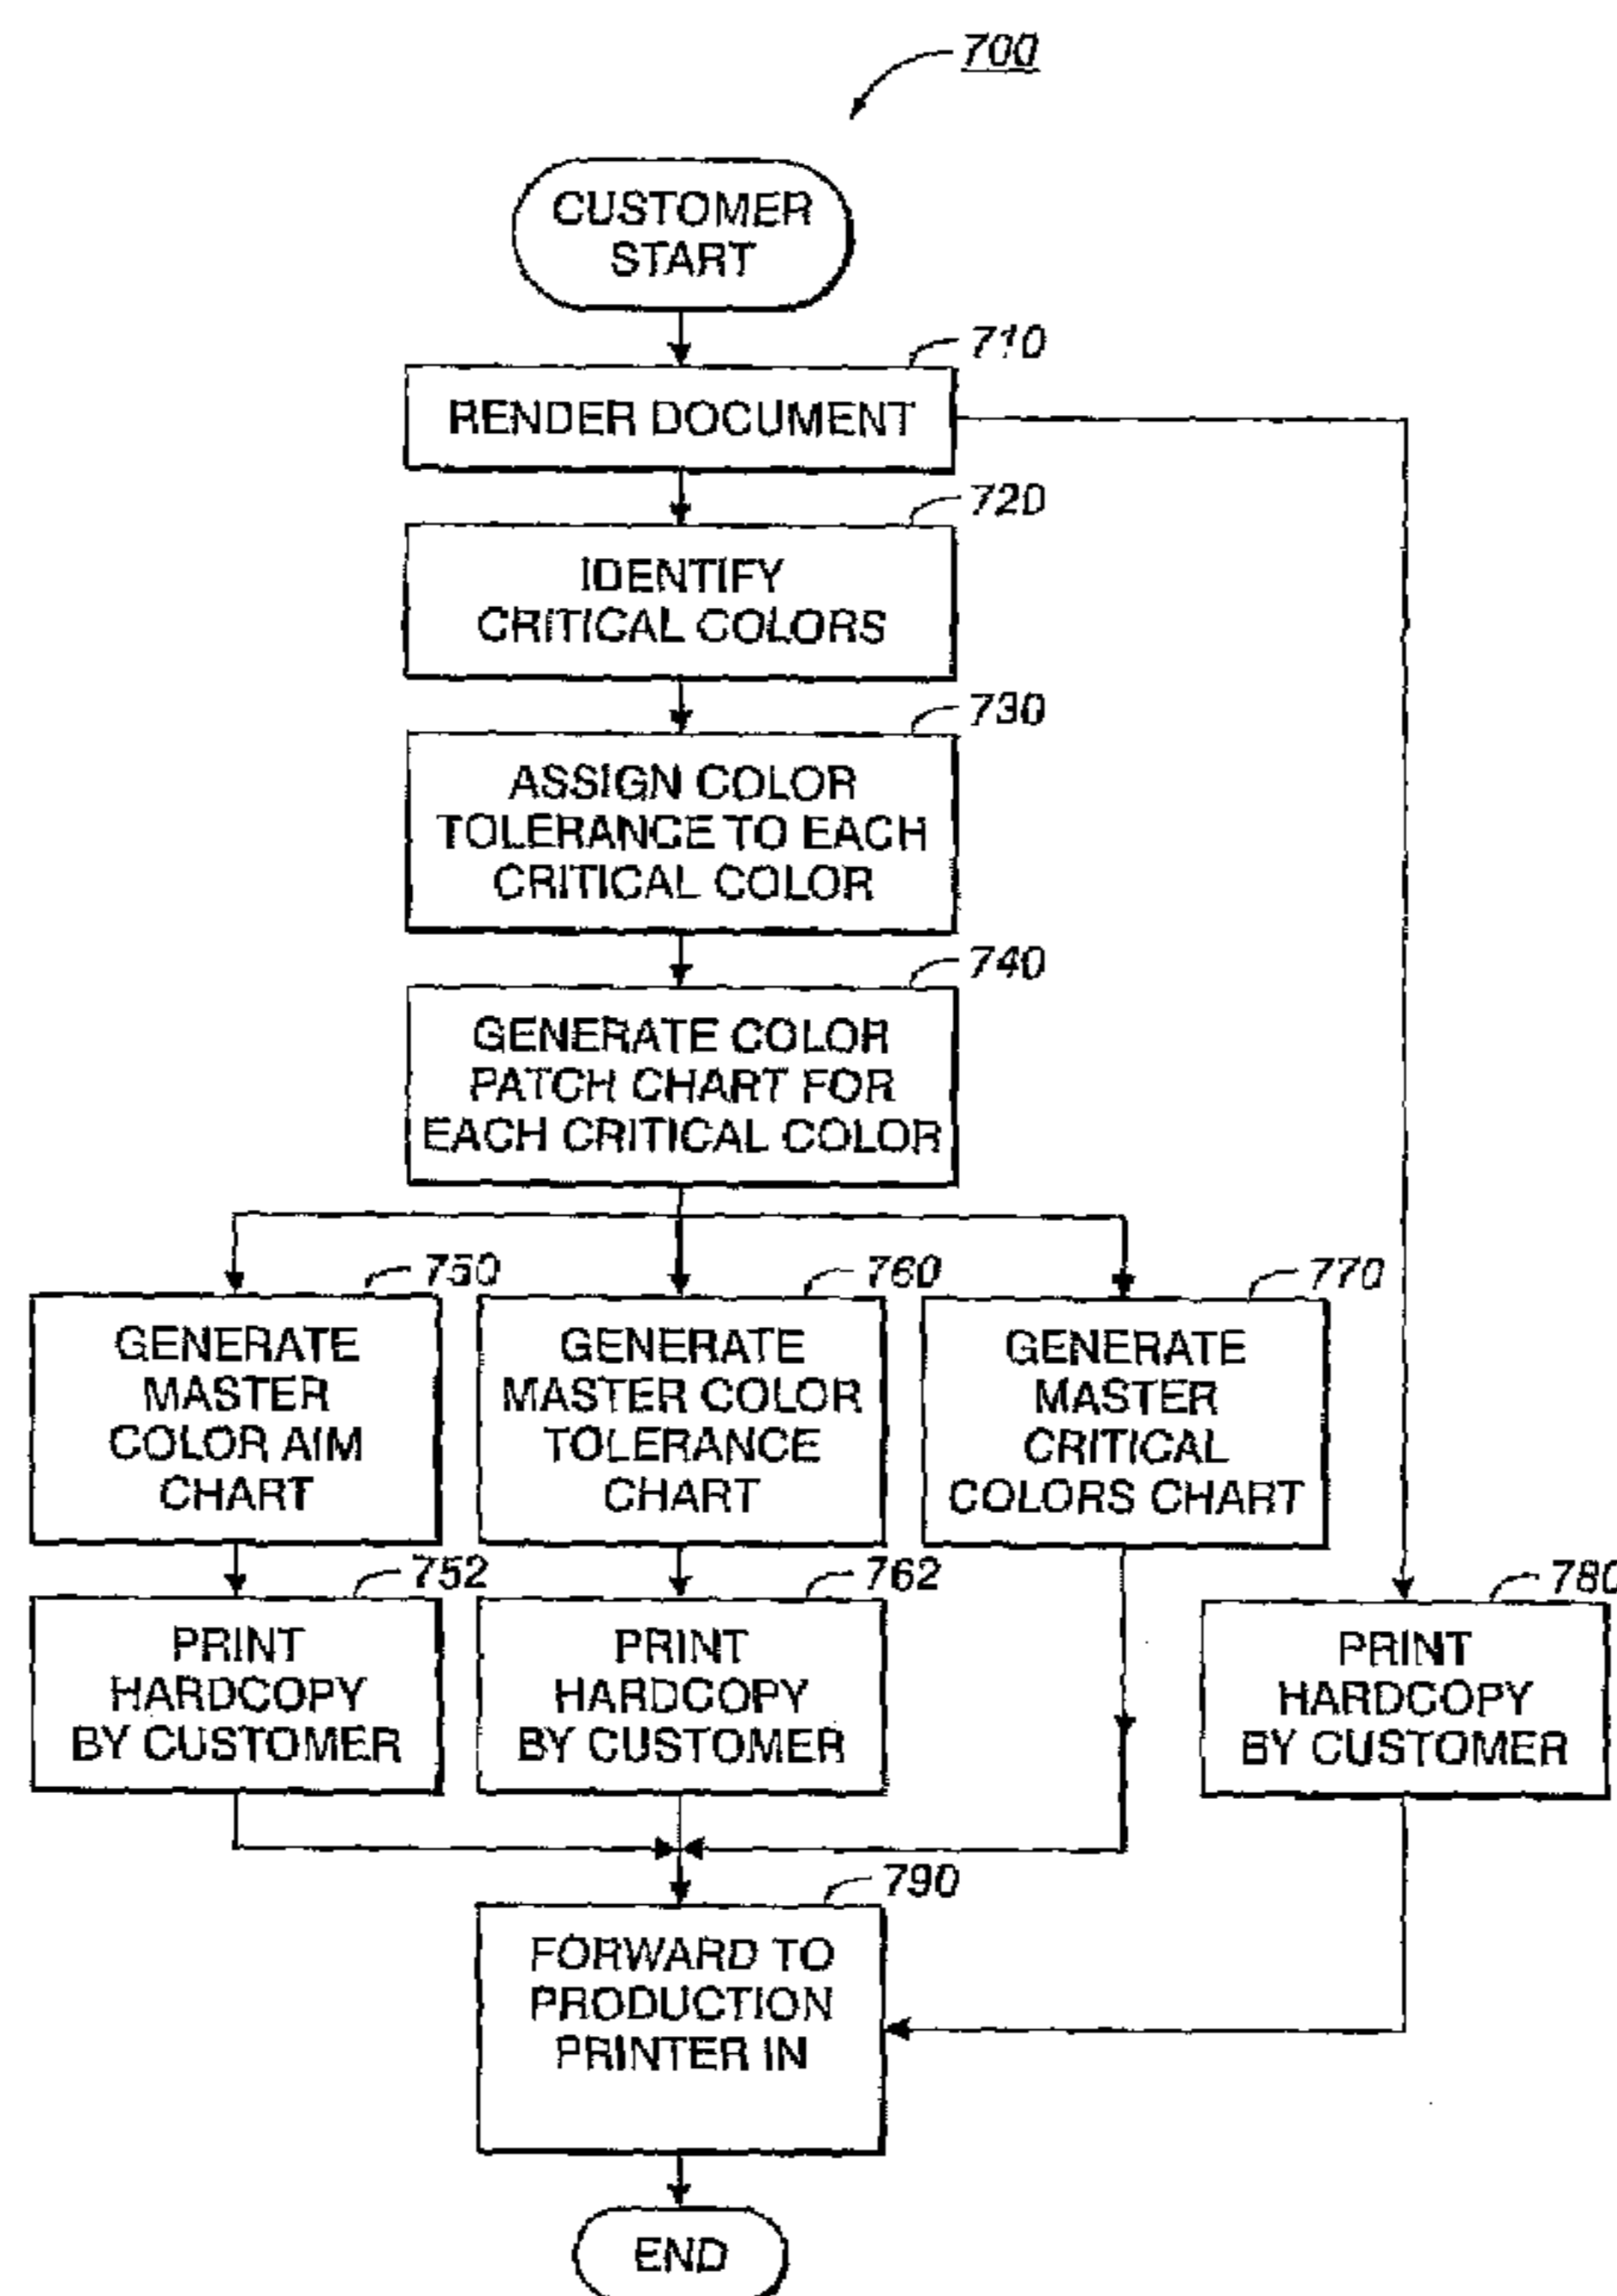 700
CUSTOMER
START
710
RENDER DOCUMENT
720
IDENTIFY
CRITICAL COLORS
730
ASSIGN COLOR
TOLERANCE TO EACH
CRITICAL COLOR
740
GENERATE COLOR
PATCH CHART FOR
EACH CRITICAL COLOR
750
GENERATE
MASTER
COLOR AIM
CHART
760
GENERATE
MASTER COLOR
TOLERANCE
CHART
770
GENERATE
MASTER
CRITICAL
COLORS CHART
752
PRINT
HARDCOPY
BY CUSTOMER
762
PRINT
HARDCOPY
BY CUSTOMER
780
PRINT
HARDCOPY
BY CUSTOMER
790
FORWARD TO
PRODUCTION
PRINTER IN
END